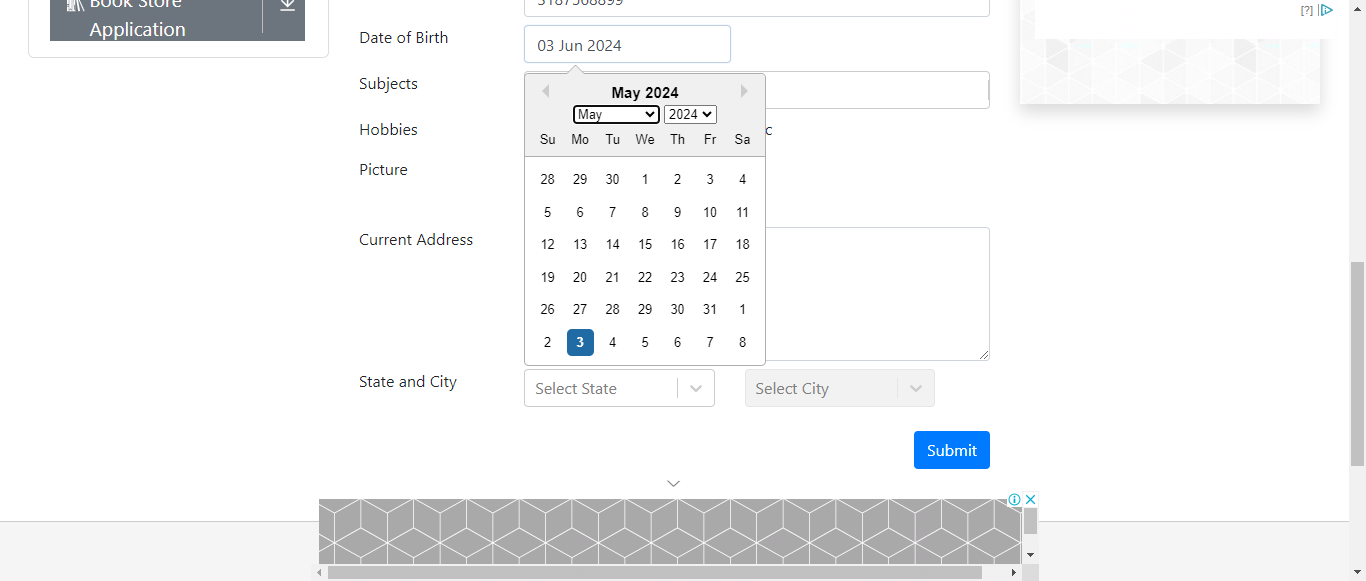 Book Store
Application
3187568899
Date of Birth
03 Jun 2024
Subjects
Hobbies
Picture
Current Address
State and City
May 2024
May 2024
Su Mo Tu We Th Fr Sa
28 29 30 1 2 3 4
5 6 7 8 9 10 11
12 13 14 15 16 17 18
19 20 21 22 23 24 25
26 27 28 29 30 31 1
2 3 4 5 6 7 8
Select State
Select City
Submit
[?]